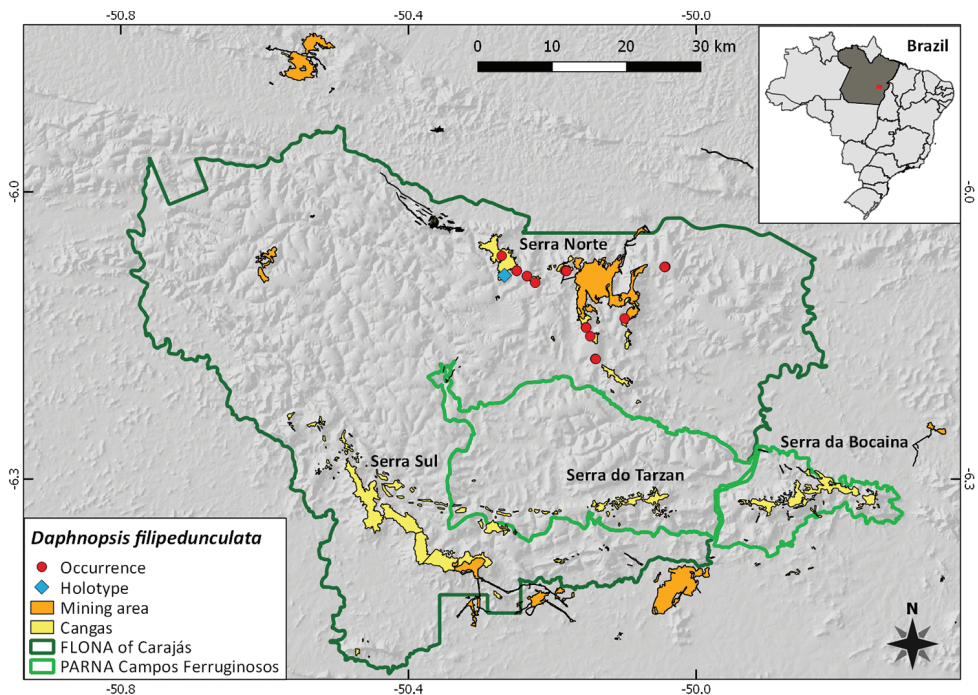 -50.8
-50.4
-50.0
0
10
20
30 km
Brazil
-6.0
-6.0
Serra Norte
Serra da Bocaina
Serra Sul
Serra do Tarzan
-6.3
-6.3
Daphnopsis filipedunculata
Occurrence
Holotype
Mining area
Cangas
FLONA of Carajás
PARNA Campos Ferruginosos
N
-50.8
-50.4
-50.0